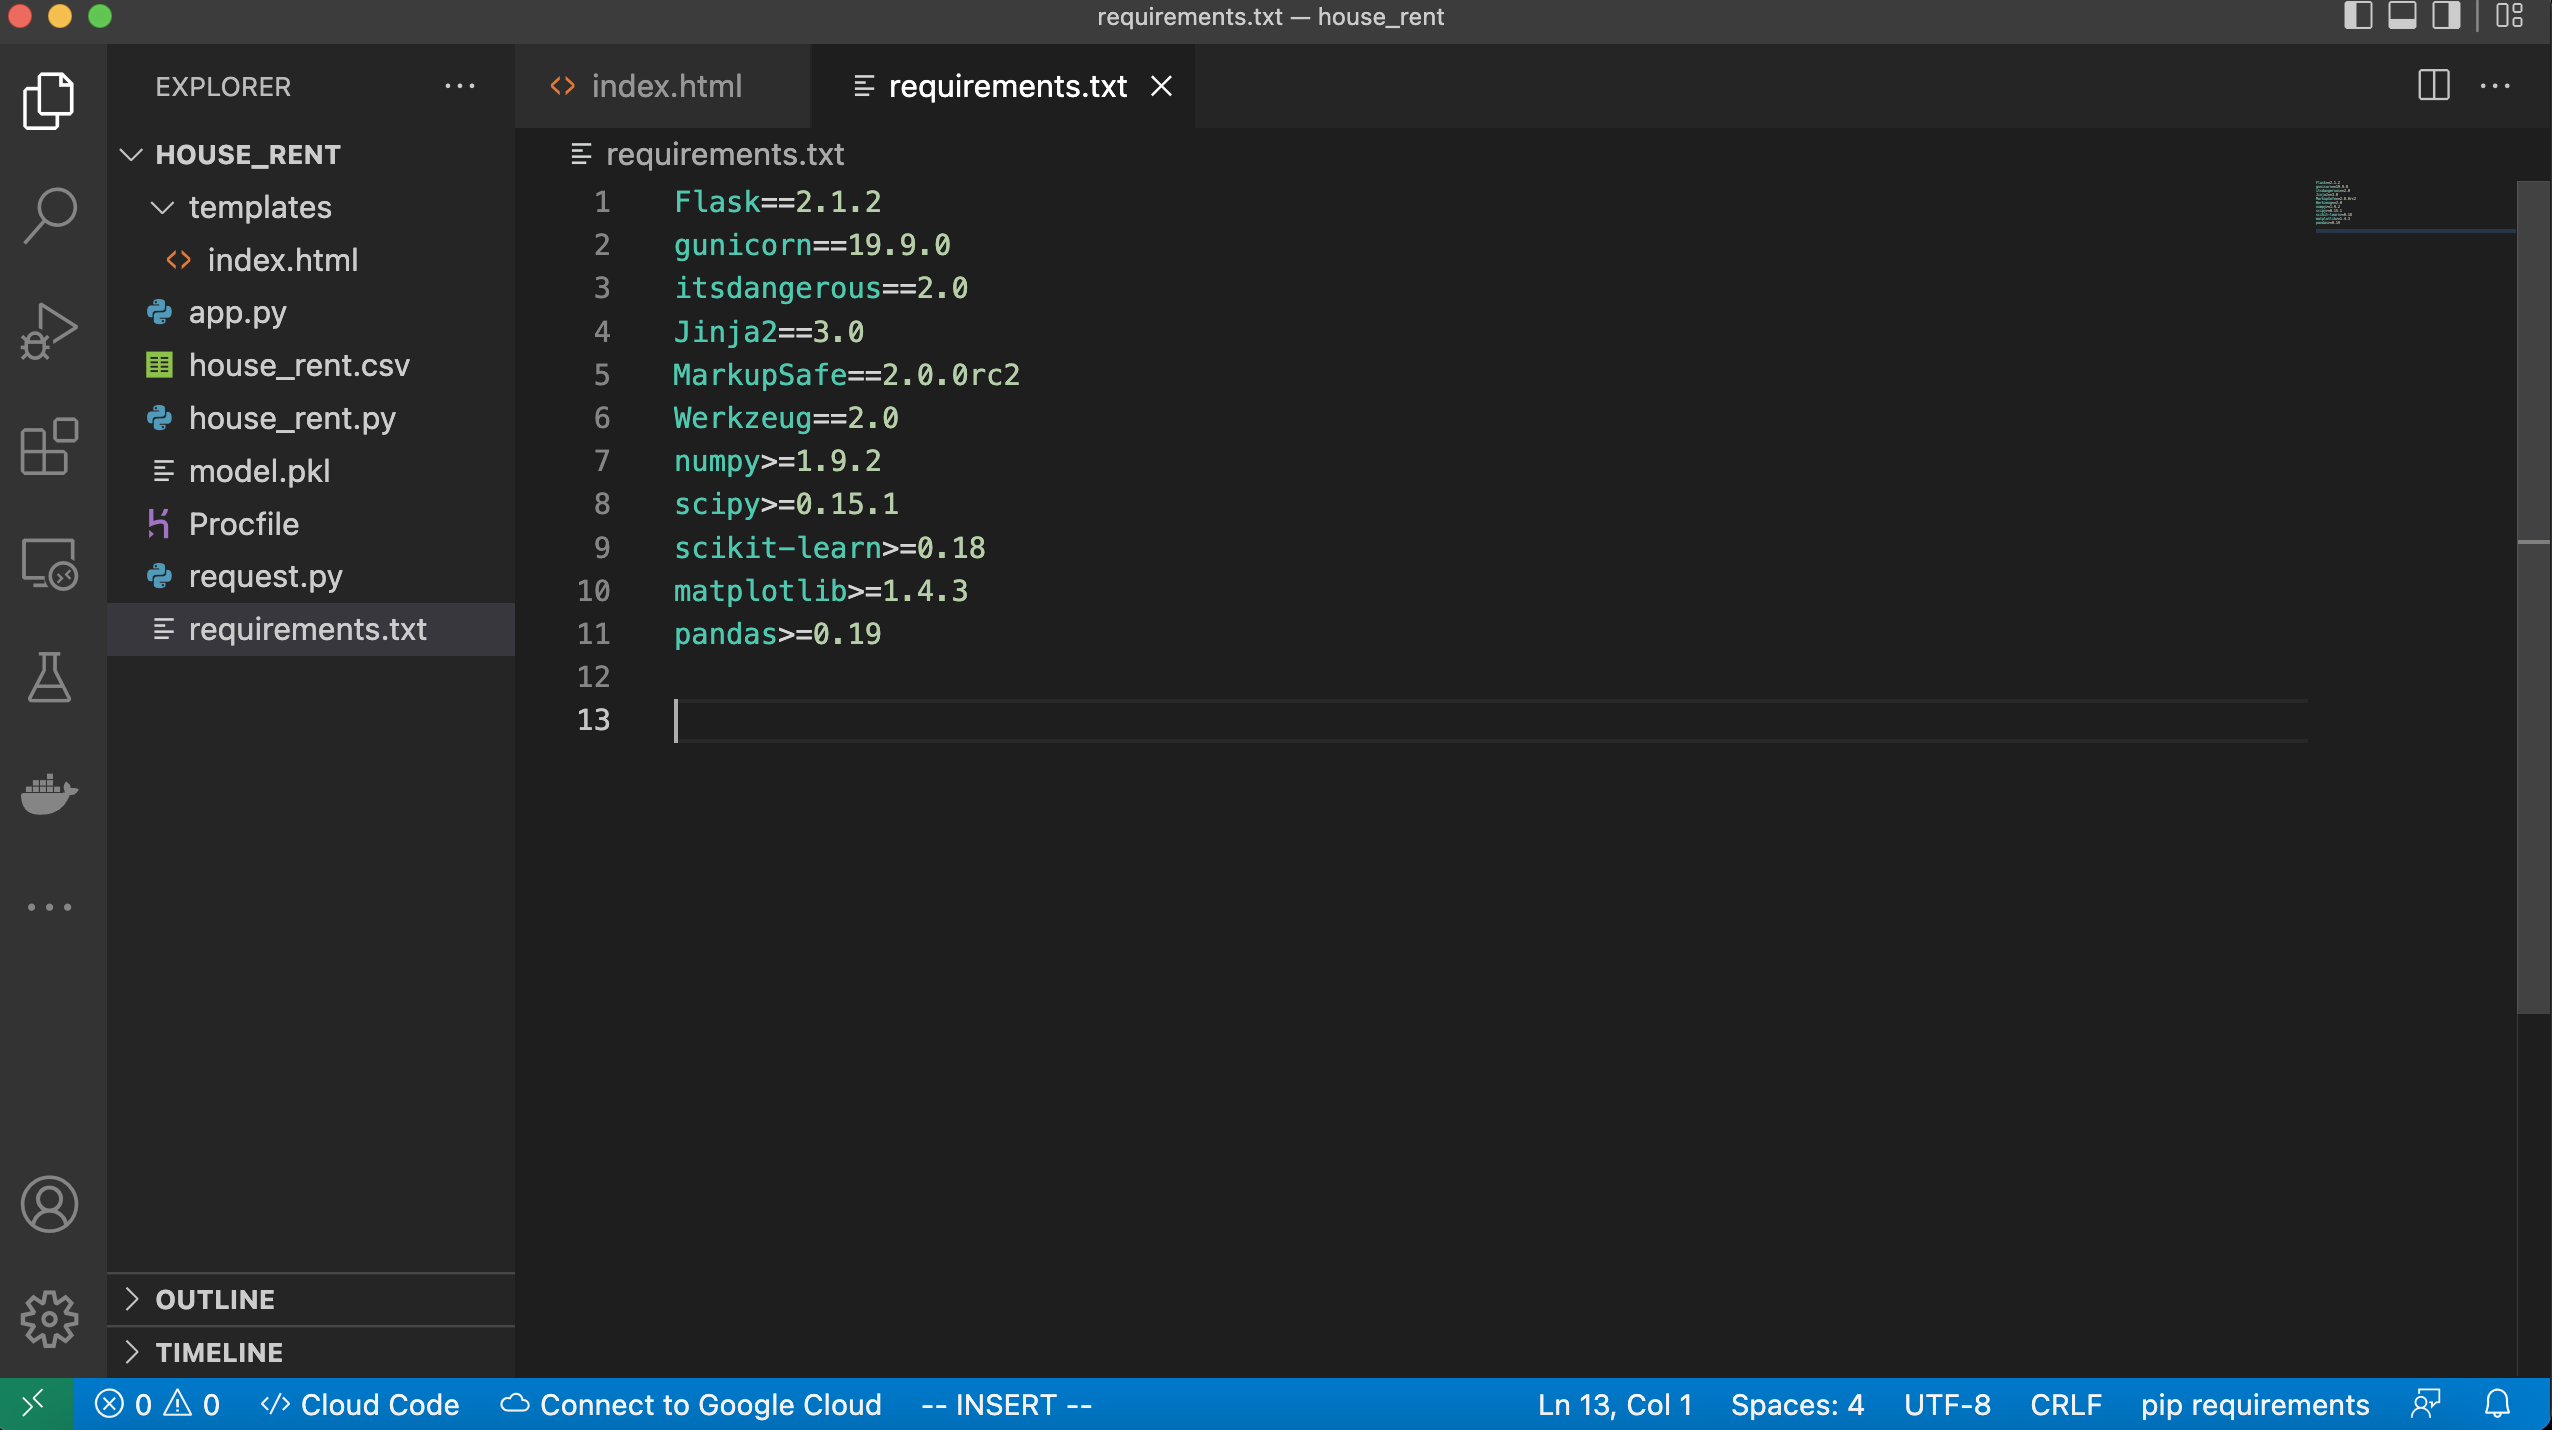 requirements.txt — house_rent
EXPLORER
HOUSE_RENT
templates
index.html
app.py
house_rent.csv
house_rent.py
model.pkl
Procfile
request.py
requirements.txt
OUTLINE
TIMELINE
index.html
requirements.txt
requirements.txt
1 Flask==2.1.2
2 gunicorn==19.9.0
3 itsdangerous==2.0
4 Jinja2==3.0
5 MarkupSafe==2.0.0rc2
6 Werkzeug==2.0
7 numpy>=1.9.2
8 scipy>=0.15.1
9 scikit-learn>=0.18
10 matplotlib>=1.4.3
11 pandas>=0.19
12
13
0 0 Cloud Code Connect to Google Cloud -- INSERT -- Ln 13, Col 1 Spaces: 4 UTF-8 CRLF pip requirements